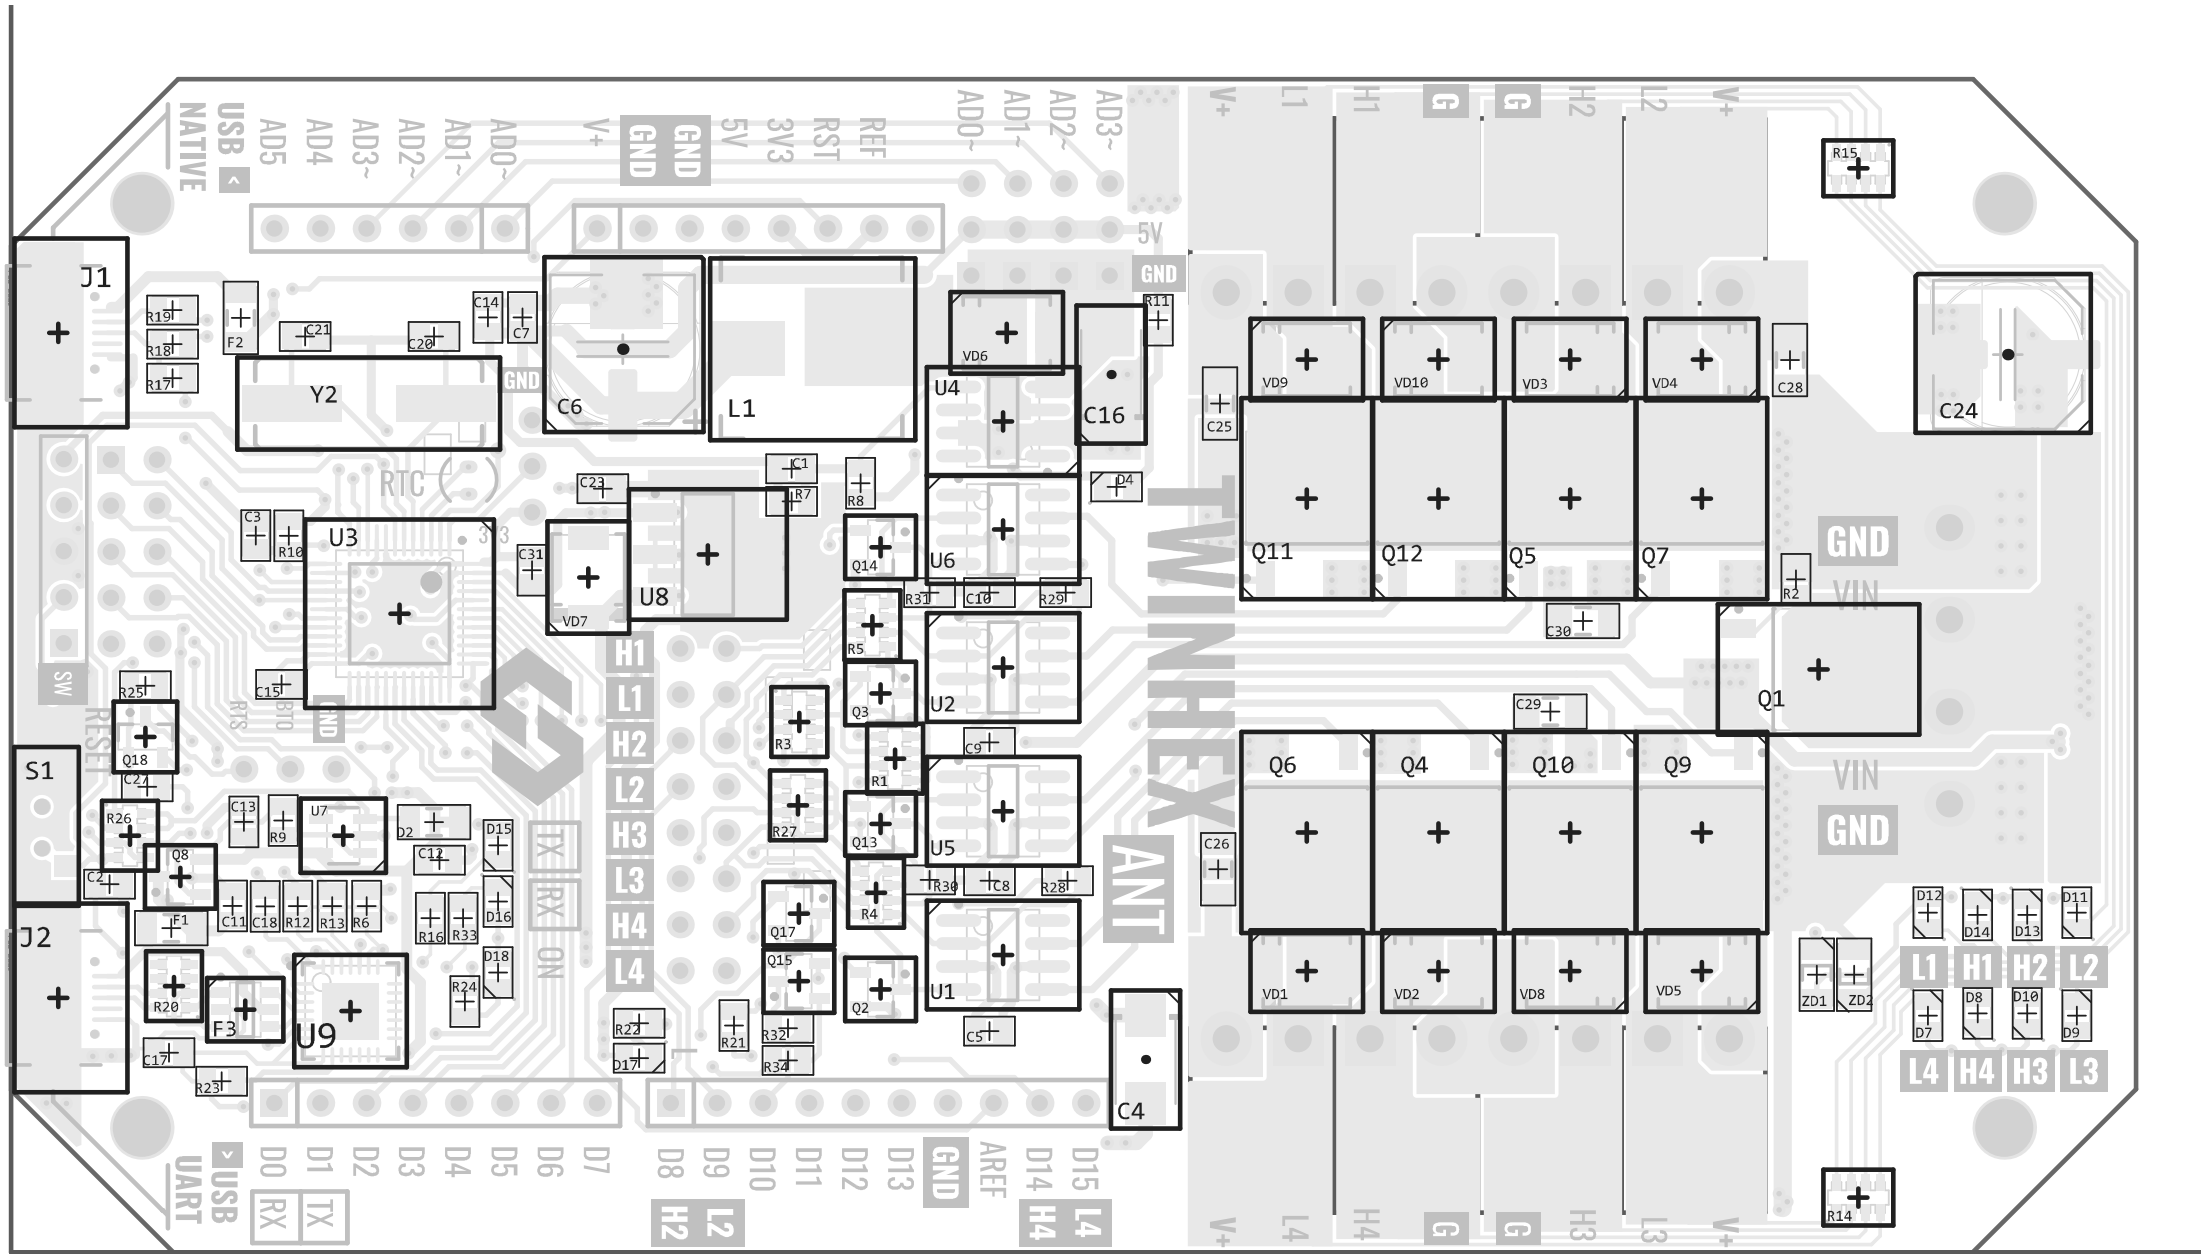 USB
NATIVE
AD5
AD4
AD3~
AD2~
AD1~
AD0~
V+
GND
GND
5V
3V3
RST
REF
AD0~
AD1~
AD2~
AD3~
V+
L1
H1
G
G
H2
L2
V+
R15
5V
GND
J1
R19
R18
R17
F2
C21
C20
C14
C7
Y2
GND
C6
L1
VD6
U4
C16
R11
VD9
VD10
VD3
VD4
C28
C25
C24
RTC
C23
C1
R7
R8
D4
C3
R10
U3
3V3
C31
VD7
U8
Q14
U6
R31
C10
R29
Q11
Q12
Q5
Q7
R2
C30
GND
VIN
TWIN HFX
R5
U2
Q3
H1
L1
H2
L2
H3
L3
H4
L4
SW
RESET
R25
C15
RTS
BTO
GND
Q18
C27
S1
R3
R1
C9
R27
Q13
U5
C29
Q1
VIN
GND
Q6
Q4
Q10
Q9
R26
C13
R9
U7
D2
C12
D15
TX
Q8
C2
F1
C11
C18
R12
R13
R6
R16
R33
D16
RX
R4
R30
C8
R28
ANT
C26
Q17
D12
D14
D13
D11
J2
R20
F3
U9
R24
D18
ON
Q15
Q2
U1
VD1
VD2
VD8
VD5
ZD1
ZD2
L1
H1
H2
L2
D7
D8
D10
D9
L4
H4
H3
L3
R22
D17
R21
R32
R34
C5
C17
R23
C4
D0
D1
D2
D3
D4
D5
D6
D7
D8
D9
D10
D11
D12
D13
GND
AREF
D14
D15
USB
UART
RX
TX
H2
L2
H4
L4
V+
L4
H4
G
G
H3
L3
V+
R14